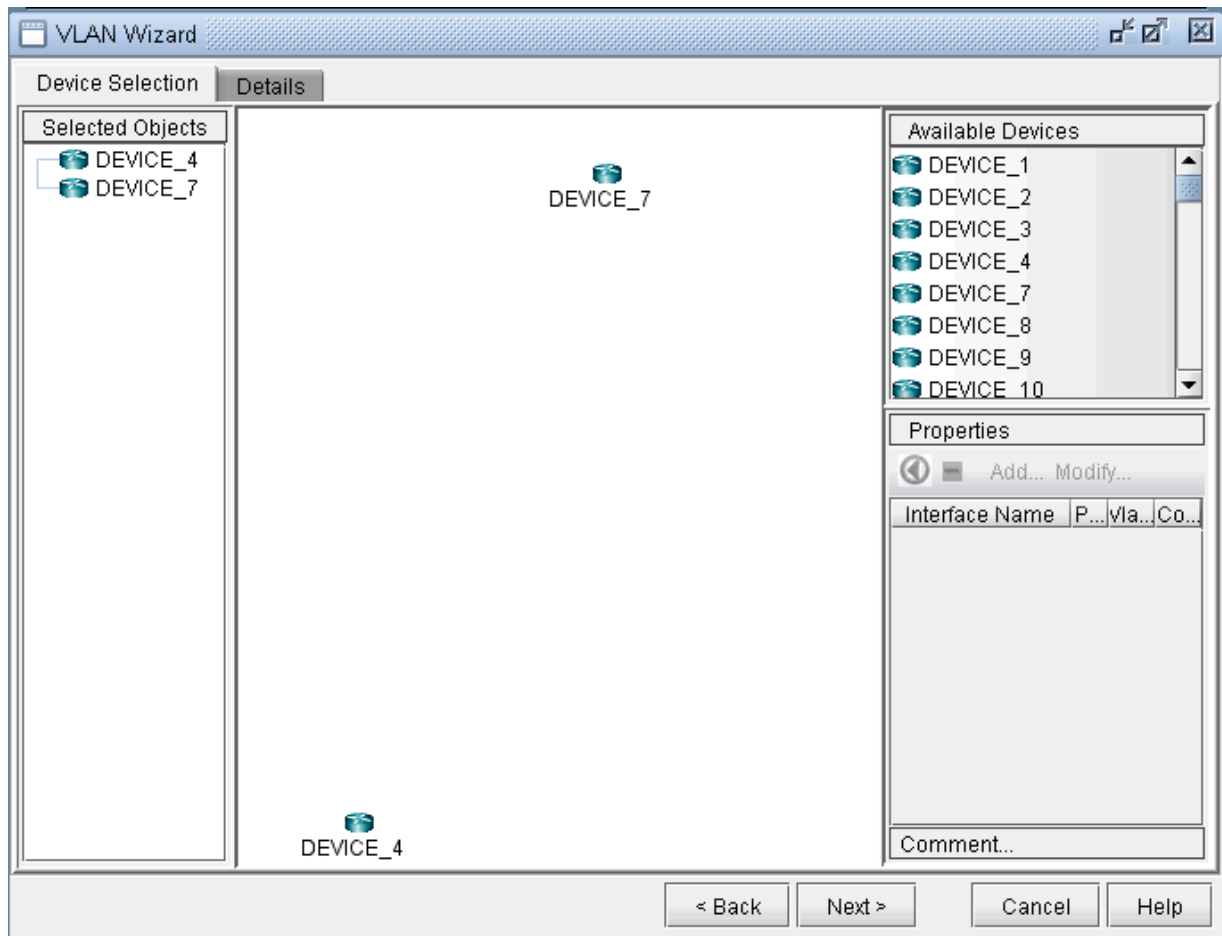 VLAN Wizard
Device Selection
Details
Selected Objects
DEVICE_4
DEVICE_7
DEVICE_7
DEVICE_4
Available Devices
DEVICE_1
DEVICE_2
DEVICE_3
DEVICE_4
DEVICE_7
DEVICE_8
DEVICE_9
DEVICE_10
Properties
Add... Modify...
Interface Name P... Vla... Co...
Comment...
< Back Next > Cancel Help